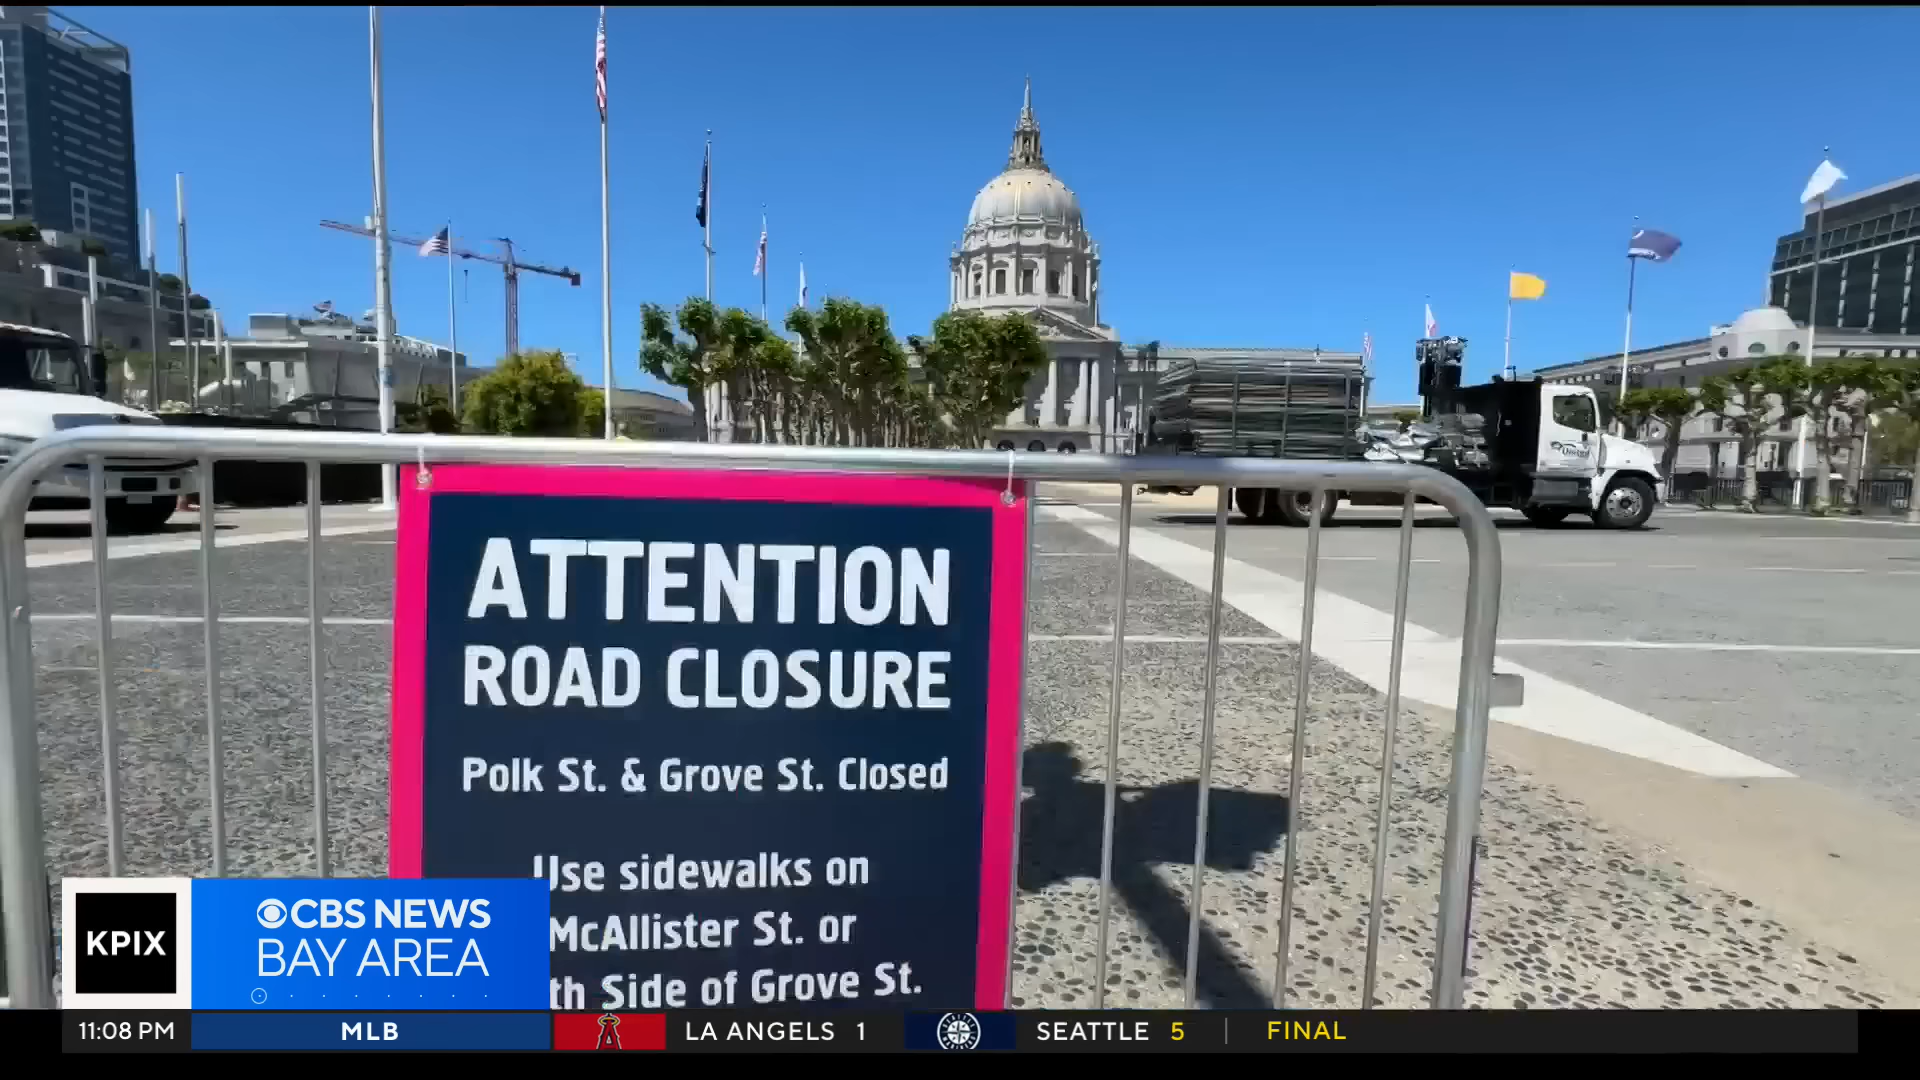 ATTENTION
ROAD CLOSURE
Polk St. & Grove St. Closed
Use sidewalks on
McAllister St. or
th Side of Grove St.
KPIX
CBS NEWS
BAY AREA
11:08 PM MLB LA ANGELS 1 SEATTLE 5 | FINAL